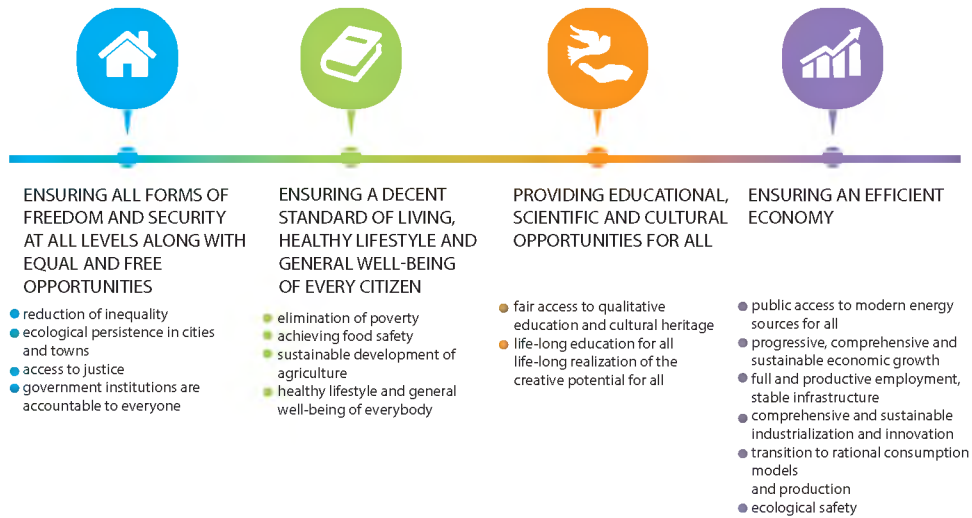 ENSURING ALL FORMS OF
FREEDOM AND SECURITY
AT ALL LEVELS ALONG WITH
EQUAL AND FREE
OPPORTUNITIES
reduction of inequality
ecological persistence in cities
and towns
access to justice
government institutions are
accountable to everyone
ENSURING A DECENT
STANDARD OF LIVING,
HEALTHY LIFESTYLE AND
GENERAL WELL-BEING
OF EVERY CITIZEN
elimination of poverty
achieving food safety
sustainable development of
agriculture
healthy lifestyle and general
well-being of everybody
PROVIDING EDUCATIONAL,
SCIENTIFIC AND CULTURAL
OPPORTUNITIES FOR ALL
fair access to qualitative
education and cultural heritage
life-long education for all
life-long realization of the
creative potential for all
ENSURING AN EFFICIENT
ECONOMY
public access to modern energy
sources for all
progressive, comprehensive and
sustainable economic growth
full and productive employment,
stable infrastructure
comprehensive and sustainable
industrialization and innovation
transition to rational consumption
models
and production
ecological safety